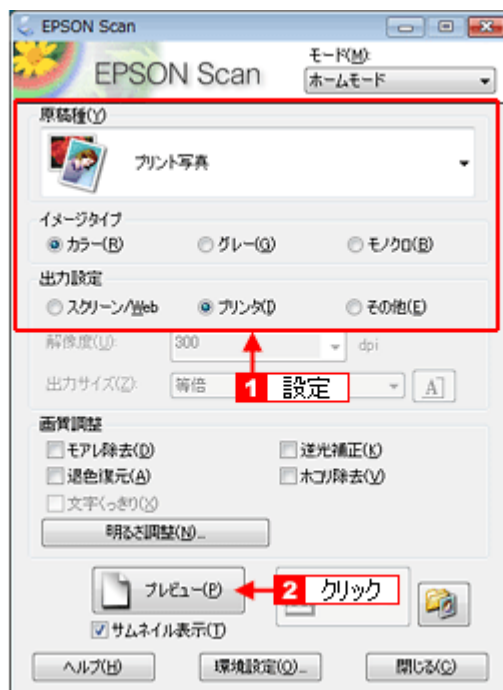 EPSON Scan
EPSON Scan
モード(M):
ホームモード
原稿種(Y)
プリント写真
イメージタイプ
カラー(R) グレー(G) モノクロ(B)
出力設定
スクリーン/Web プリンタ(I) その他(E)
解像度(U): 300 dpi
出力サイズ(Z): 等倍
1 設定
画質調整
モアレ除去(D) 逆光補正(K)
退色復元(A) ホコリ除去(V)
文字くっきり(X)
明るさ調整(N)...
プレビュー(P) 2 クリック
サムネイル表示(T)
ヘルプ(H) 環境設定(O)... 閉じる(C)